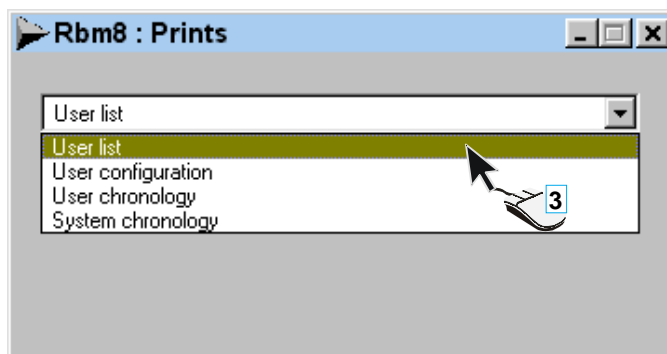 Rbm8 : Prints
User list
User list
User configuration
User chronology
System chronology
3